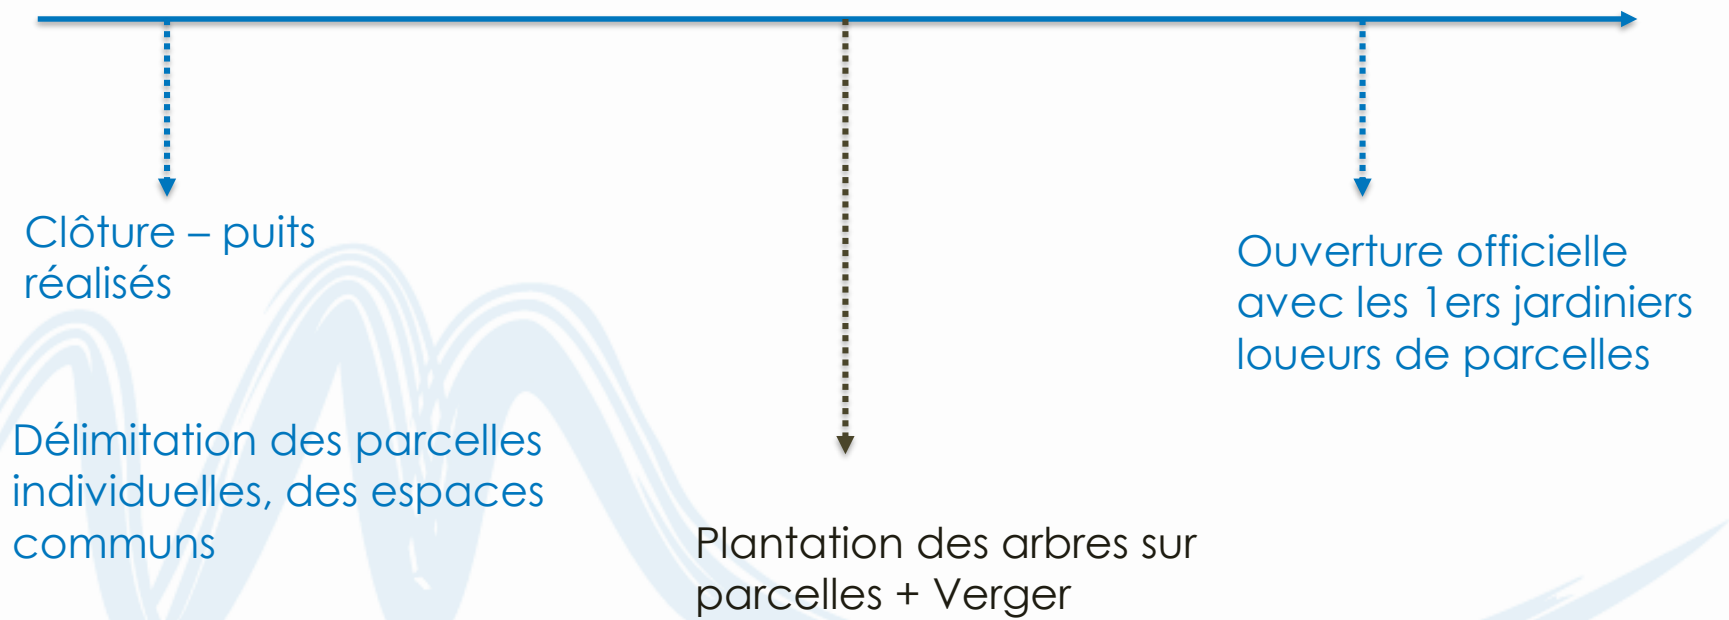 Clôture – puits
réalisés
Délimitation des parcelles
individuelles, des espaces
communs
Plantation des arbres sur
parcelles + Verger
Ouverture officielle
avec les 1ers jardiniers
loueurs de parcelles